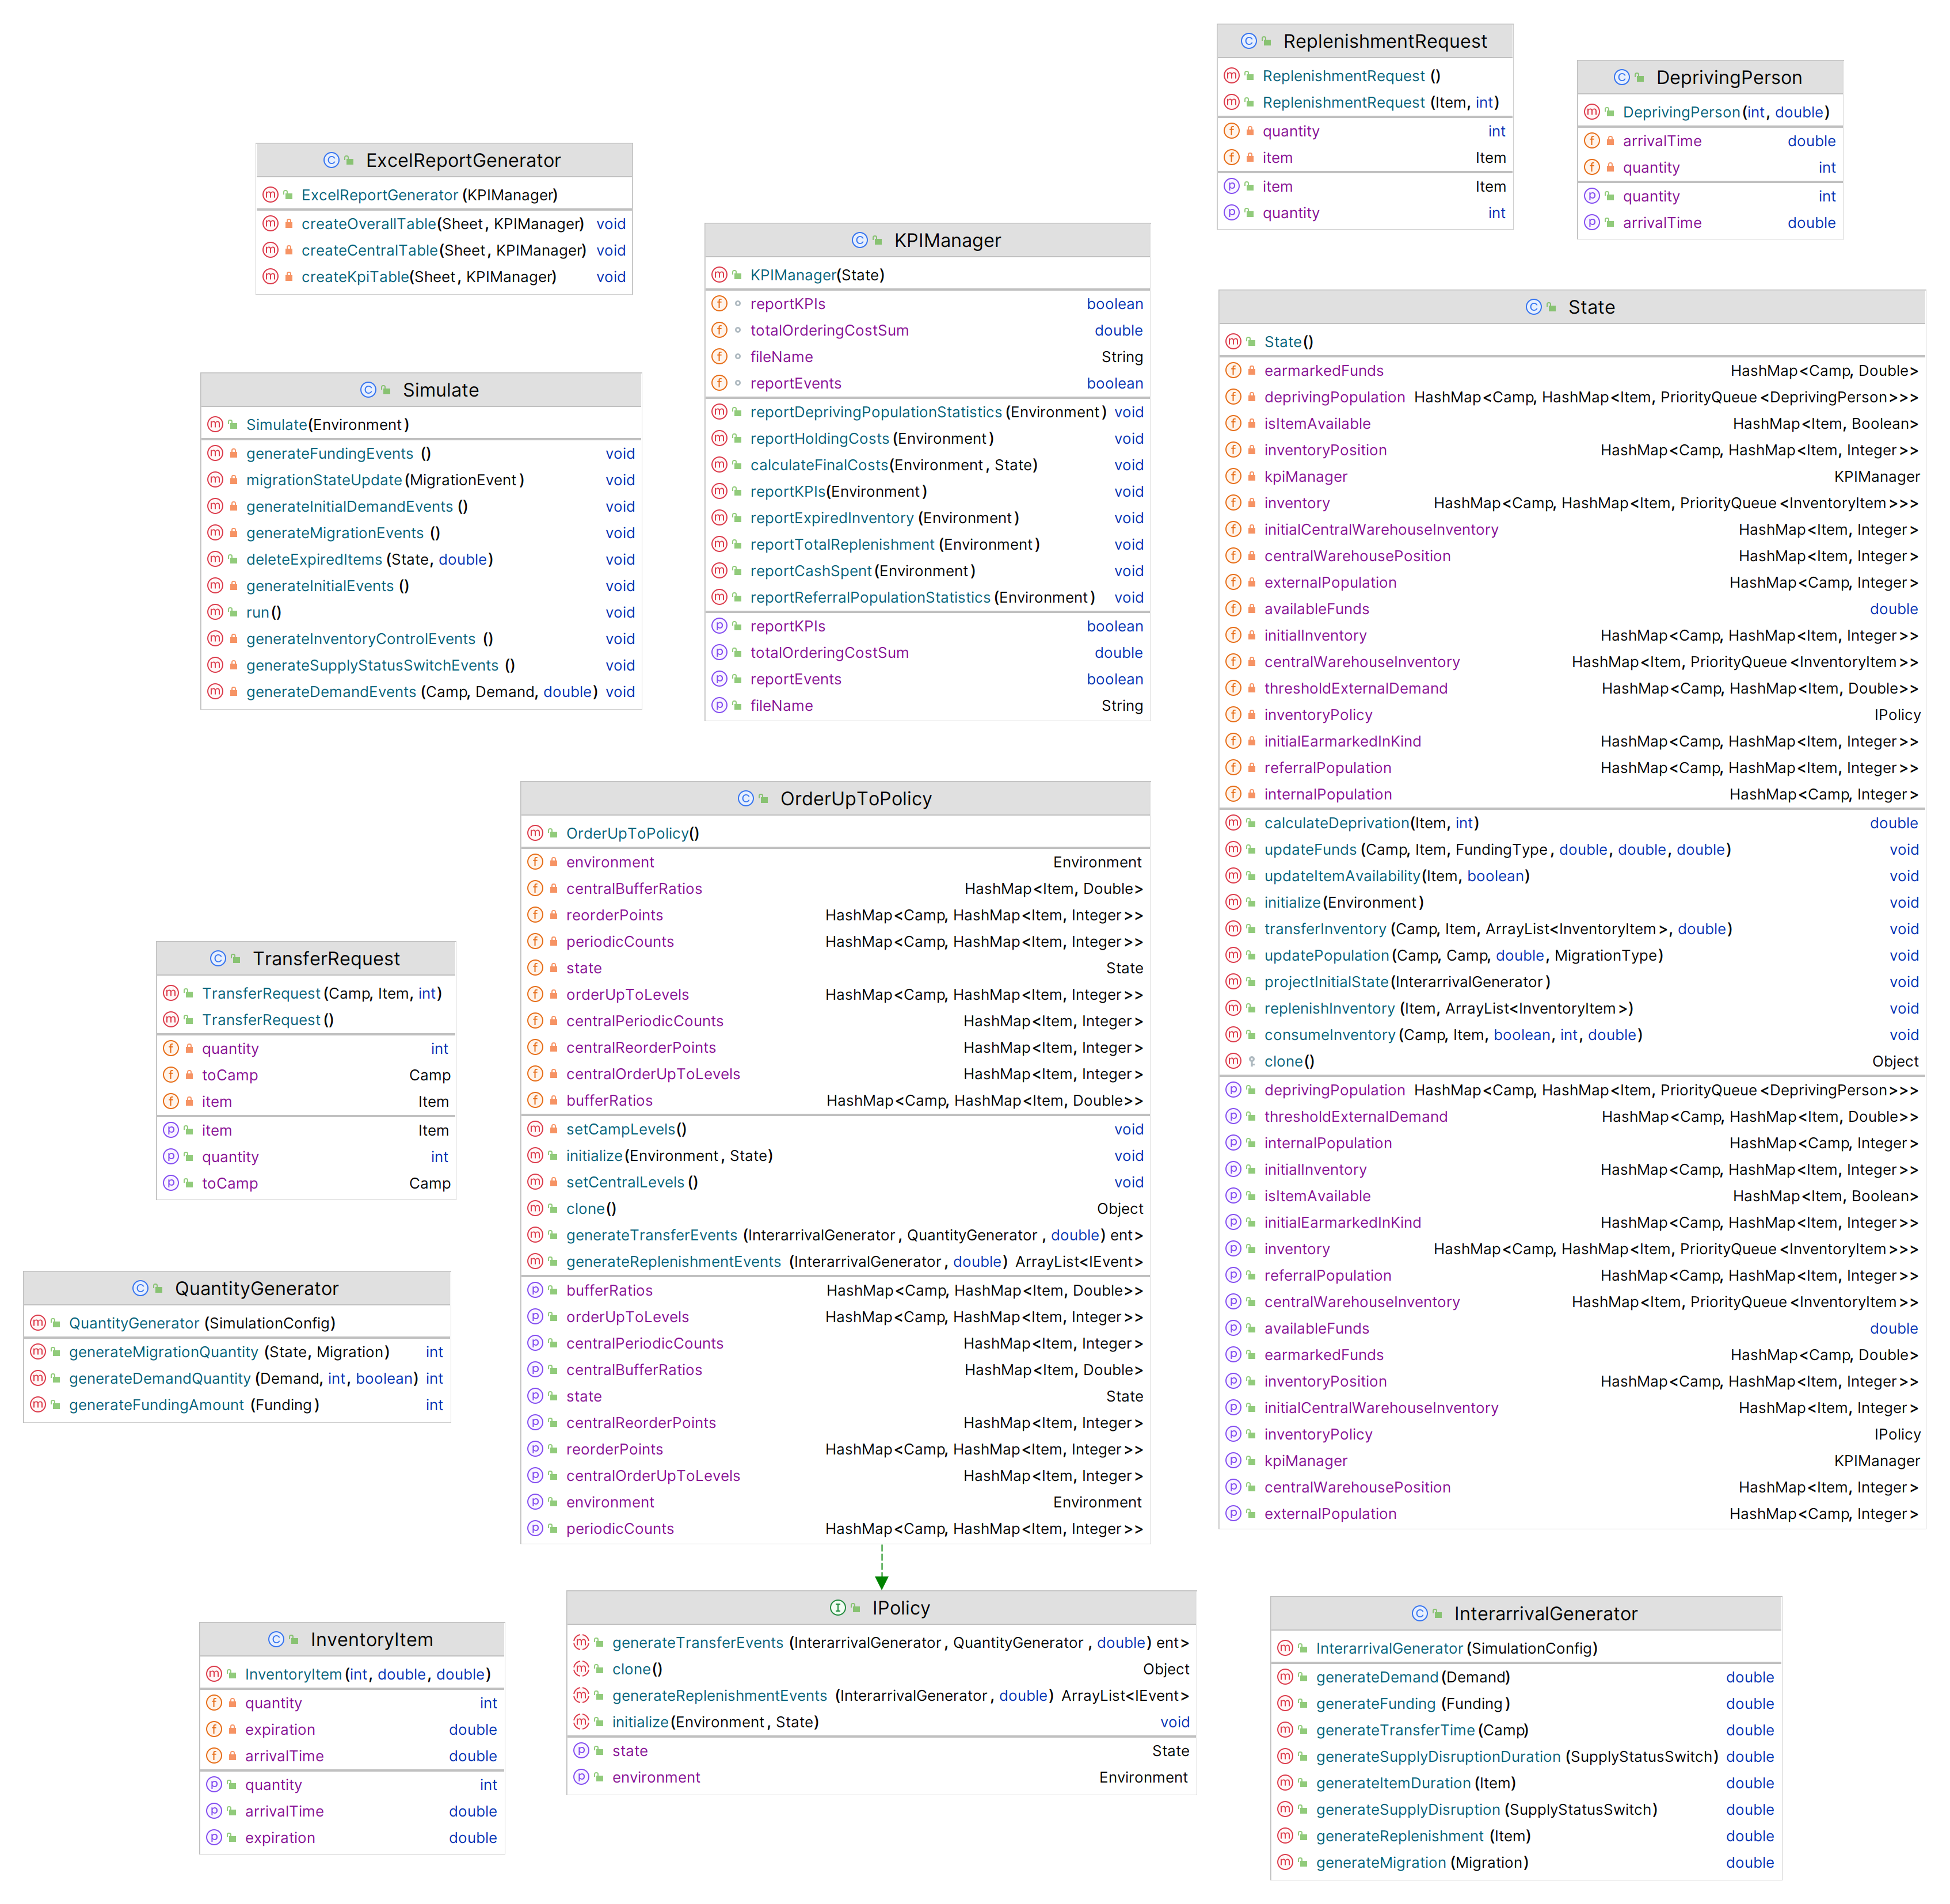 ReplenishmentRequest
ReplenishmentRequest ()
ReplenishmentRequest (Item, int)
quantity int
item Item
item Item
quantity int
DeprivingPerson
DeprivingPerson(int, double)
arrivalTime double
quantity int
quantity int
arrivalTime double
ExcelReportGenerator
ExcelReportGenerator (KPIManager)
createOverallTable(Sheet, KPIManager) void
createCentralTable(Sheet, KPIManager) void
createKpiTable(Sheet, KPIManager) void
KPIManager
KPIManager(State)
reportKPIs boolean
totalOrderingCostSum double
fileName String
reportEvents boolean
reportDeprivingPopulationStatistics (Environment) void
reportHoldingCosts (Environment) void
calculateFinalCosts(Environment, State) void
reportKPIs(Environment) void
reportExpiredInventory (Environment) void
reportTotalReplenishment (Environment) void
reportCashSpent(Environment) void
reportReferralPopulationStatistics (Environment) void
reportKPIs boolean
totalOrderingCostSum double
reportEvents boolean
fileName String
Simulate
Simulate(Environment)
generateFundingEvents () void
migrationStateUpdate(MigrationEvent) void
generateInitialDemandEvents () void
generateMigrationEvents () void
deleteExpiredItems (State, double) void
generateInitialEvents () void
run() void
generateInventoryControlEvents () void
generateSupplyStatusSwitchEvents () void
generateDemandEvents (Camp, Demand, double) void
State
State()
earmarkedFunds HashMap<Camp, Double>
deprivingPopulation HashMap<Camp, HashMap<Item, PriorityQueue<DeprivingPerson>>>
isItemAvailable HashMap<Item, Boolean>
inventoryPosition HashMap<Camp, HashMap<Item, Integer>>
kpiManager KPIManager
inventory HashMap<Camp, HashMap<Item, PriorityQueue<InventoryItem>>>
initialCentralWarehouseInventory HashMap<Item, Integer>
centralWarehousePosition HashMap<Item, Integer>
externalPopulation HashMap<Camp, Integer>
availableFunds double
initialInventory HashMap<Camp, HashMap<Item, Integer>>
centralWarehouseInventory HashMap<Item, PriorityQueue<InventoryItem>>
thresholdExternalDemand HashMap<Camp, HashMap<Item, Double>>
inventoryPolicy IPolicy
initialEarmarkedInKind HashMap<Camp, HashMap<Item, Integer>>
referralPopulation HashMap<Camp, HashMap<Item, Integer>>
internalPopulation HashMap<Camp, Integer>
calculateDeprivation(Item, int) double
updateFunds (Camp, Item, FundingType, double, double, double) void
updateItemAvailability(Item, boolean) void
initialize(Environment) void
transferInventory (Camp, Item, ArrayList<InventoryItem>, double) void
updatePopulation(Camp, Camp, double, MigrationType) void
projectInitialState(InterarrivalGenerator) void
replenishInventory (Item, ArrayList<InventoryItem>) void
consumeInventory (Camp, Item, boolean, int, double) void
clone() Object
deprivingPopulation HashMap<Camp, HashMap<Item, PriorityQueue<DeprivingPerson>>>
thresholdExternalDemand HashMap<Camp, HashMap<Item, Double>>
internalPopulation HashMap<Camp, Integer>
initialInventory HashMap<Camp, HashMap<Item, Integer>>
isItemAvailable HashMap<Item, Boolean>
initialEarmarkedInKind HashMap<Camp, HashMap<Item, Integer>>
inventory HashMap<Camp, HashMap<Item, PriorityQueue<InventoryItem>>>
referralPopulation HashMap<Camp, HashMap<Item, Integer>>
centralWarehouseInventory HashMap<Item, PriorityQueue<InventoryItem>>
availableFunds double
earmarkedFunds HashMap<Camp, Double>
inventoryPosition HashMap<Camp, HashMap<Item, Integer>>
initialCentralWarehouseInventory HashMap<Item, Integer>
inventoryPolicy IPolicy
kpiManager KPIManager
centralWarehousePosition HashMap<Item, Integer>
externalPopulation HashMap<Camp, Integer>
OrderUpToPolicy
OrderUpToPolicy()
environment Environment
centralBufferRatios HashMap<Item, Double>
reorderPoints HashMap<Camp, HashMap<Item, Integer>>
periodicCounts HashMap<Camp, HashMap<Item, Integer>>
state State
orderUpToLevels HashMap<Camp, HashMap<Item, Integer>>
centralPeriodicCounts HashMap<Item, Integer>
centralReorderPoints HashMap<Item, Integer>
centralOrderUpToLevels HashMap<Item, Integer>
bufferRatios HashMap<Camp, HashMap<Item, Double>>
setCampLevels() void
initialize(Environment, State) void
setCentralLevels () void
clone() Object
generateTransferEvents (InterarrivalGenerator, QuantityGenerator, double) ent>
generateReplenishmentEvents (InterarrivalGenerator, double) ArrayList<IEvent>
bufferRatios HashMap<Camp, HashMap<Item, Double>>
orderUpToLevels HashMap<Camp, HashMap<Item, Integer>>
centralPeriodicCounts HashMap<Item, Integer>
centralBufferRatios HashMap<Item, Double>
state State
centralReorderPoints HashMap<Item, Integer>
reorderPoints HashMap<Camp, HashMap<Item, Integer>>
centralOrderUpToLevels HashMap<Item, Integer>
environment Environment
periodicCounts HashMap<Camp, HashMap<Item, Integer>>
TransferRequest
TransferRequest(Camp, Item, int)
TransferRequest()
quantity int
toCamp Camp
item Item
item Item
quantity int
toCamp Camp
QuantityGenerator
QuantityGenerator (SimulationConfig)
generateMigrationQuantity (State, Migration) int
generateDemandQuantity (Demand, int, boolean) int
generateFundingAmount (Funding) int
IPolicy
generateTransferEvents (InterarrivalGenerator, QuantityGenerator, double) ent>
clone() Object
generateReplenishmentEvents (InterarrivalGenerator, double) ArrayList<IEvent>
initialize(Environment, State) void
state State
environment Environment
InventoryItem
InventoryItem(int, double, double)
quantity int
expiration double
arrivalTime double
quantity int
arrivalTime double
expiration double
InterarrivalGenerator
InterarrivalGenerator (SimulationConfig)
generateDemand(Demand) double
generateFunding (Funding) double
generateTransferTime (Camp) double
generateSupplyDisruptionDuration (SupplyStatusSwitch) double
generateItemDuration (Item) double
generateSupplyDisruption (SupplyStatusSwitch) double
generateReplenishment (Item) double
generateMigration (Migration) double